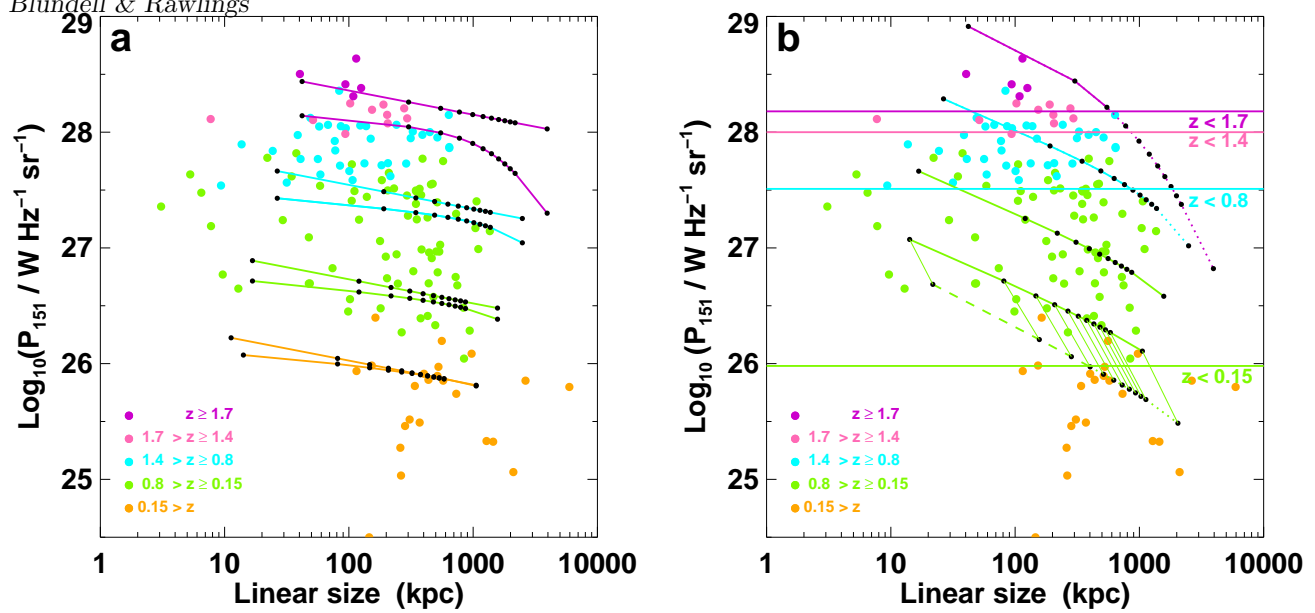 Blundell & Rawlings
a
29
28
27
26
25
Log10(P151 / W Hz−1 sr−1)
z ≥ 1.7
1.7 > z ≥ 1.4
1.4 > z ≥ 0.8
0.8 > z ≥ 0.15
0.15 > z
1 10 100 1000 10000
Linear size (kpc)
b
29
28
27
26
25
Log10(P151 / W Hz−1 sr−1)
z < 1.7
z < 1.4
z < 0.8
z < 0.15
z ≥ 1.7
1.7 > z ≥ 1.4
1.4 > z ≥ 0.8
0.8 > z ≥ 0.15
0.15 > z
1 10 100 1000 10000
Linear size (kpc)